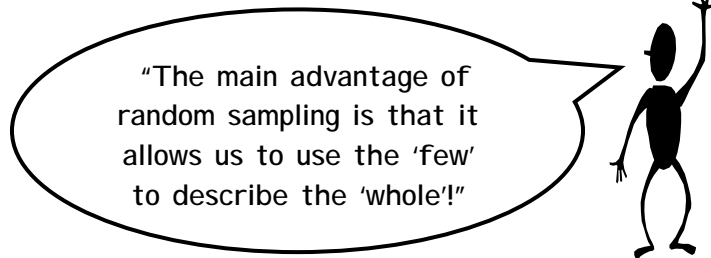 “The main advantage of
random sampling is that it
allows us to use the ‘few’
to describe the ‘whole’!”